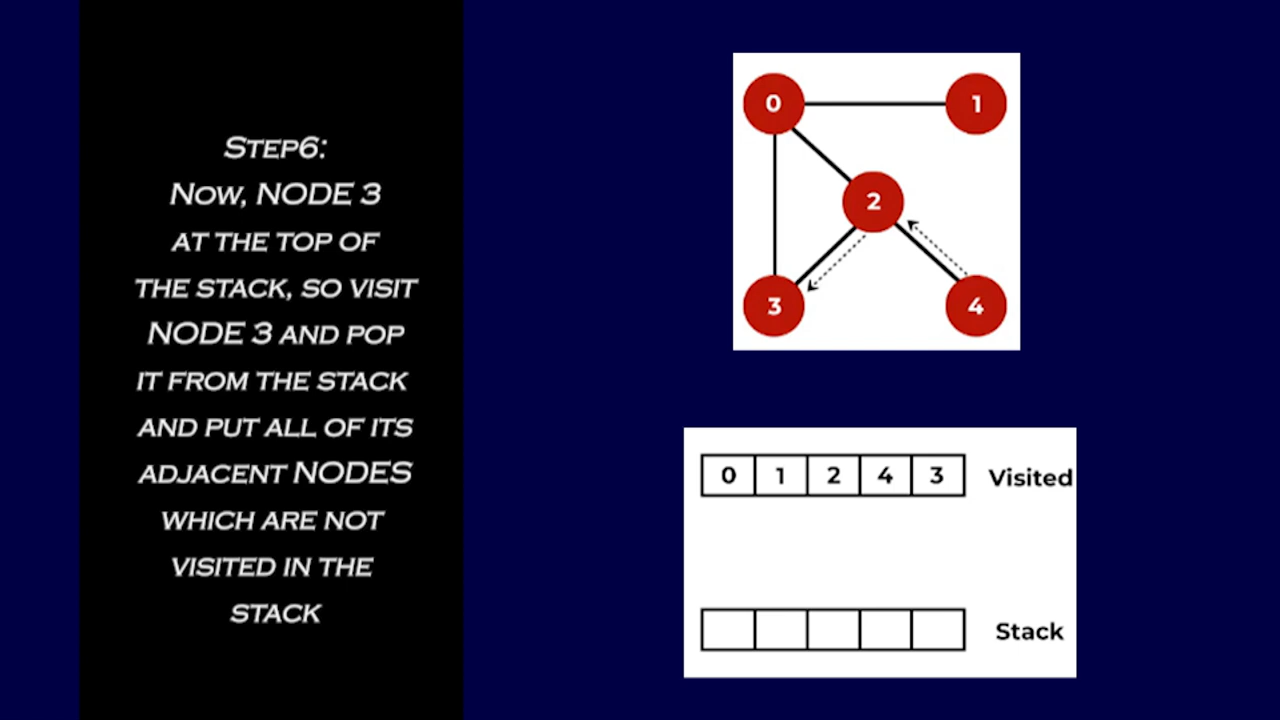 Step6:
Now, NODE 3
at the top of
the stack, so visit
NODE 3 and pop
it from the stack
and put all of its
adjacent NODES
which are not
visited in the
stack
0 1
2
3 4
0 1 2 4 3 Visited
Stack